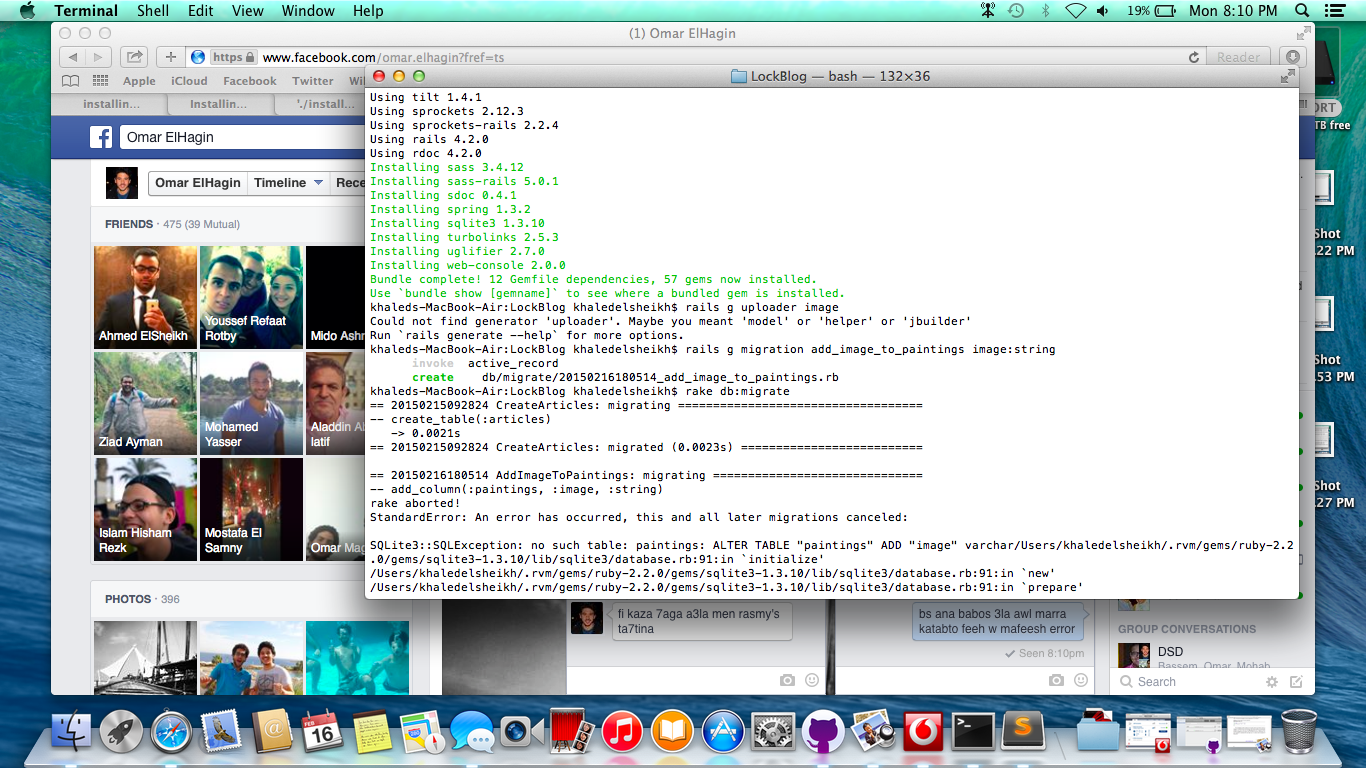 Terminal Shell Edit View Window Help
19% Mon 8:10 PM
(1) Omar ElHagin
https www.facebook.com/omar.elhagin?fref=ts
Reader
Apple iCloud Facebook Twitter
installin... Installin... './install...
Omar ElHagin
Omar ElHagin Timeline
FRIENDS · 475 (39 Mutual)
Ahmed ElSheikh
Youssef Refaat
Rotby
Mido
Ziad Ayman
Mohamed
Yasser
Aladdin
latif
Islam Hisham
Rezk
Mostafa El
Samny
Omar
PHOTOS · 396
LockBlog — bash — 132×36
Using tilt 1.4.1
Using sprockets 2.12.3
Using sprockets-rails 2.2.4
Using rails 4.2.0
Using rdoc 4.2.0
Installing sass 3.4.12
Installing sass-rails 5.0.1
Installing sdoc 0.4.1
Installing spring 1.3.2
Installing sqlite3 1.3.10
Installing turbolinks 2.5.3
Installing uglifier 2.7.0
Installing web-console 2.0.0
Bundle complete! 12 Gemfile dependencies, 57 gems now installed.
Use `bundle show [gemname]` to see where a bundled gem is installed.
khaleds-MacBook-Air:LockBlog khaledelsheikh$ rails g uploader image
Could not find generator 'uploader'. Maybe you meant 'model' or 'helper' or 'jbuilder'
Run `rails generate --help` for more options.
khaleds-MacBook-Air:LockBlog khaledelsheikh$ rails g migration add_image_to_paintings image:string
invoke active_record
create db/migrate/20150216180514_add_image_to_paintings.rb
khaleds-MacBook-Air:LockBlog khaledelsheikh$ rake db:migrate
== 20150215092824 CreateArticles: migrating ===================================
-- create_table(:articles)
-> 0.0021s
== 20150215092824 CreateArticles: migrated (0.0023s) ==========================
== 20150216180514 AddImageToPaintings: migrating ==============================
-- add_column(:paintings, :image, :string)
rake aborted!
StandardError: An error has occurred, this and all later migrations canceled:
SQLite3::SQLException: no such table: paintings: ALTER TABLE "paintings" ADD "image" varchar/Users/khaledelsheikh/.rvm/gems/ruby-2.2
.0/gems/sqlite3-1.3.10/lib/sqlite3/database.rb:91:in `initialize'
/Users/khaledelsheikh/.rvm/gems/ruby-2.2.0/gems/sqlite3-1.3.10/lib/sqlite3/database.rb:91:in `new'
/Users/khaledelsheikh/.rvm/gems/ruby-2.2.0/gems/sqlite3-1.3.10/lib/sqlite3/database.rb:91:in `prepare'
fi kaza 7aga a3la men rasmy's
ta7tina
bs ana babos 3la awl marra
katabto feeh w mafeesh error
Seen 8:10pm
GROUP CONVERSATIONS
DSD
Bassem, Omar, Mohab
Search
TB free
Shot
.22 PM
Shot
.53 PM
Shot
.27 PM
FEB
16